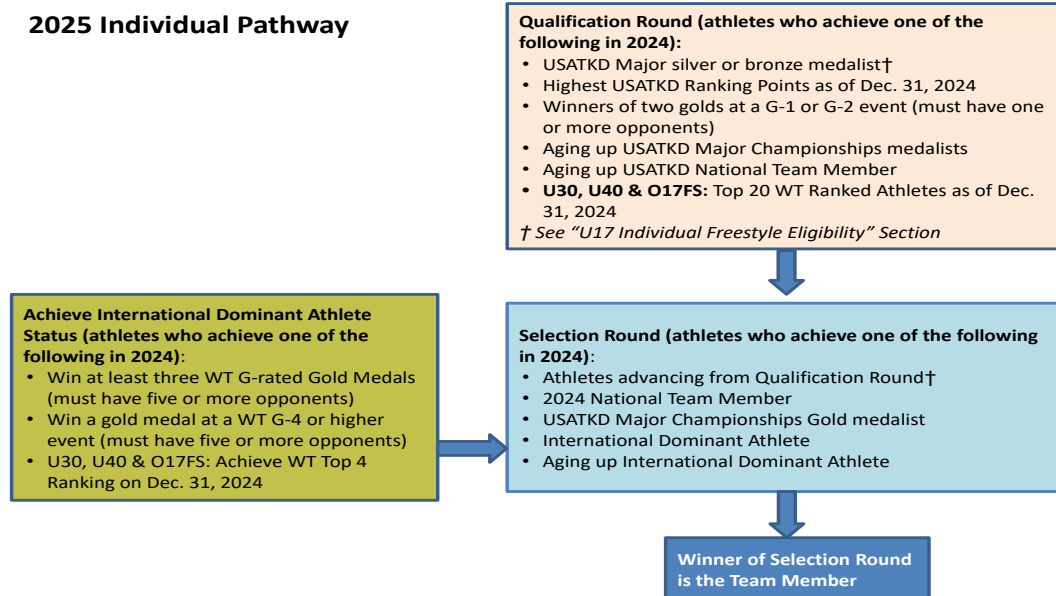 2025 Individual Pathway
Qualification Round (athletes who achieve one of the
following in 2024):
• USATKD Major silver or bronze medalist†
• Highest USATKD Ranking Points as of Dec. 31, 2024
• Winners of two golds at a G-1 or G-2 event (must have one
or more opponents)
• Aging up USATKD Major Championships medalists
• Aging up USATKD National Team Member
• U30, U40 & O17FS: Top 20 WT Ranked Athletes as of Dec.
31, 2024
† See “U17 Individual Freestyle Eligibility” Section
Achieve International Dominant Athlete
Status (athletes who achieve one of the
following in 2024):
• Win at least three WT G-rated Gold Medals
(must have five or more opponents)
• Win a gold medal at a WT G-4 or higher
event (must have five or more opponents)
• U30, U40 & O17FS: Achieve WT Top 4
Ranking on Dec. 31, 2024
Selection Round (athletes who achieve one of the following
in 2024):
• Athletes advancing from Qualification Round†
• 2024 National Team Member
• USATKD Major Championships Gold medalist
• International Dominant Athlete
• Aging up International Dominant Athlete
Winner of Selection Round
is the Team Member